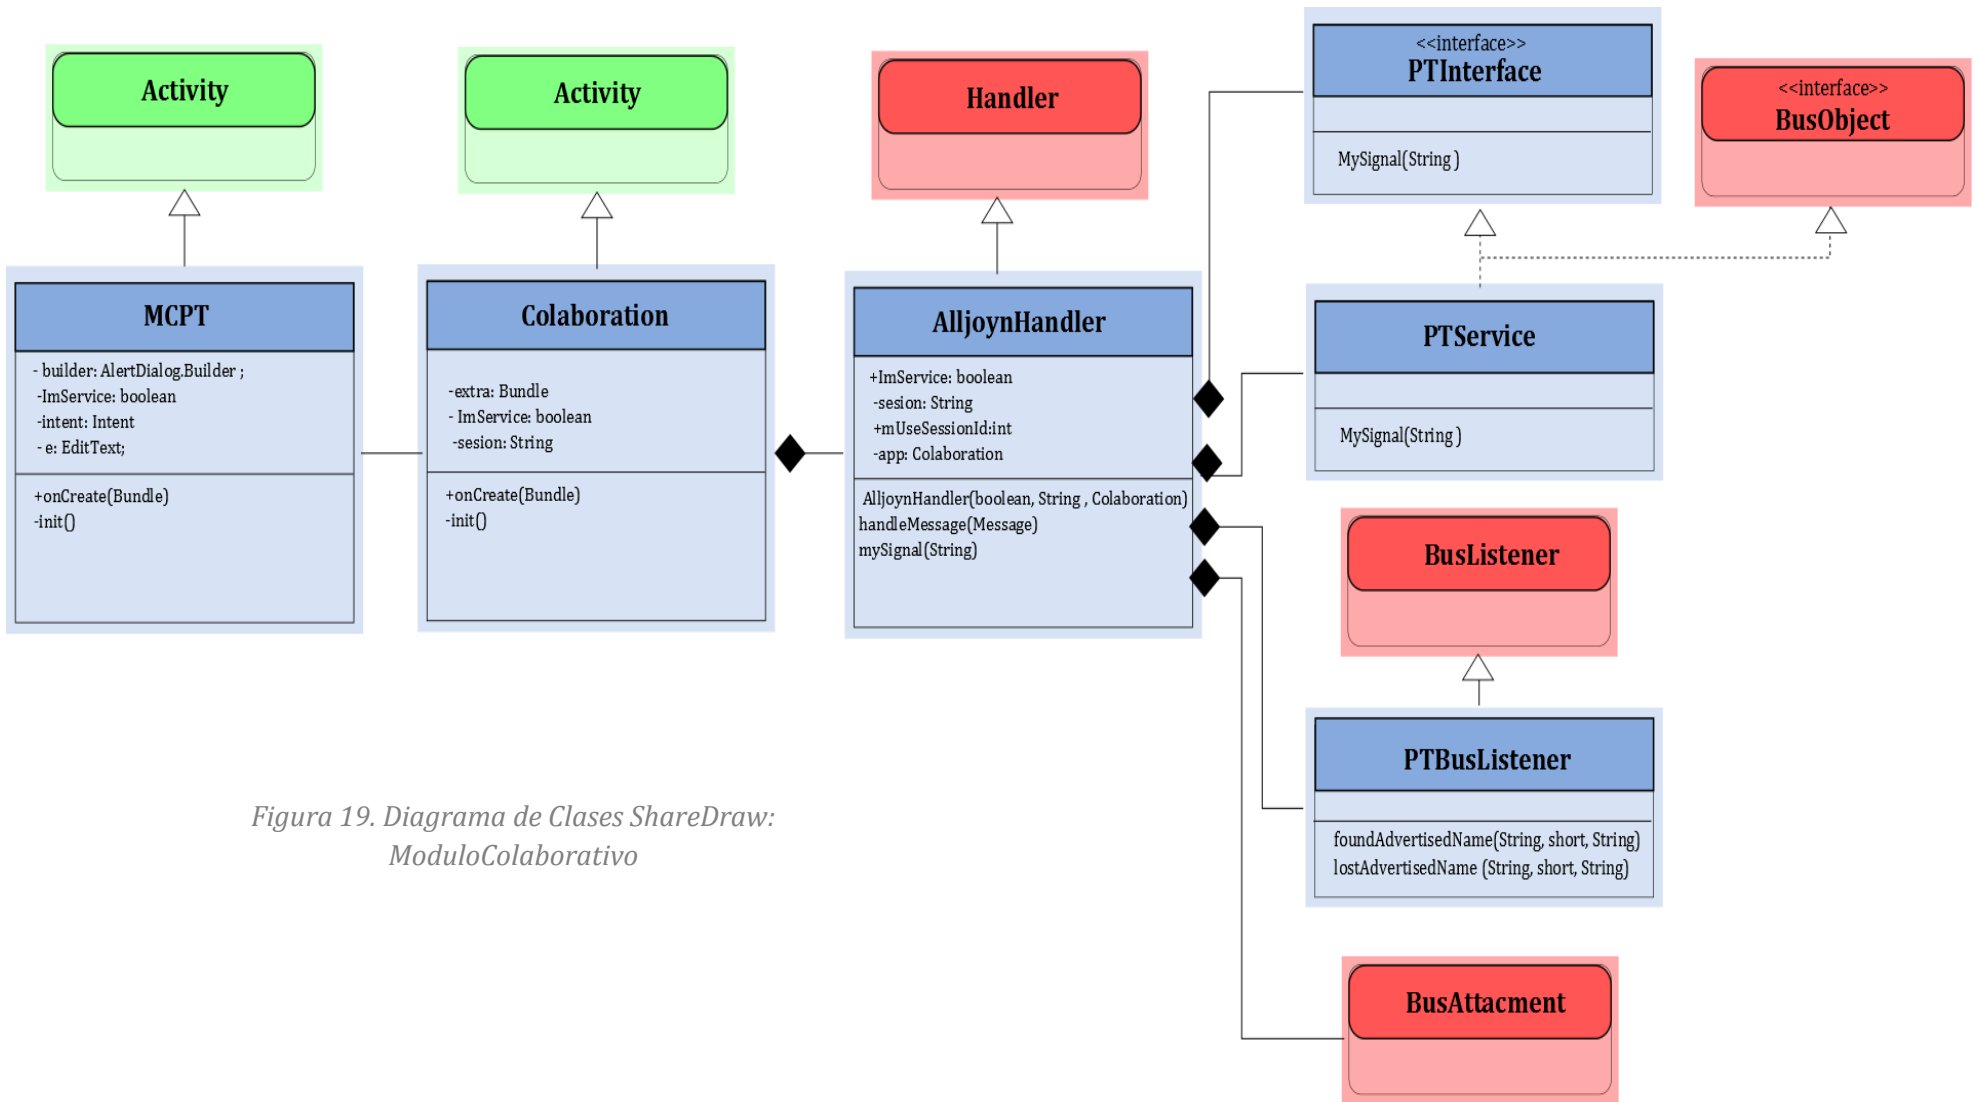 Activity
Activity
Handler
<<interface>>
PTInterface
MySignal(String )
<<interface>>
BusObject
MCPT
- builder: AlertDialog.Builder ;
-ImService: boolean
-intent: Intent
- e: EditText;
+onCreate(Bundle)
-init()
Colaboration
-extra: Bundle
- ImService: boolean
-sesion: String
+onCreate(Bundle)
-init()
AlljoynHandler
+ImService: boolean
-sesion: String
+mUseSessionId:int
-app: Colaboration
AlljoynHandler(boolean, String , Colaboration)
handleMessage(Message)
mySignal(String)
PTService
MySignal(String )
BusListener
PTBusListener
foundAdvertisedName(String, short, String)
lostAdvertisedName (String, short, String)
BusAttacment
Figura 19. Diagrama de Clases ShareDraw:
ModuloColaborativo